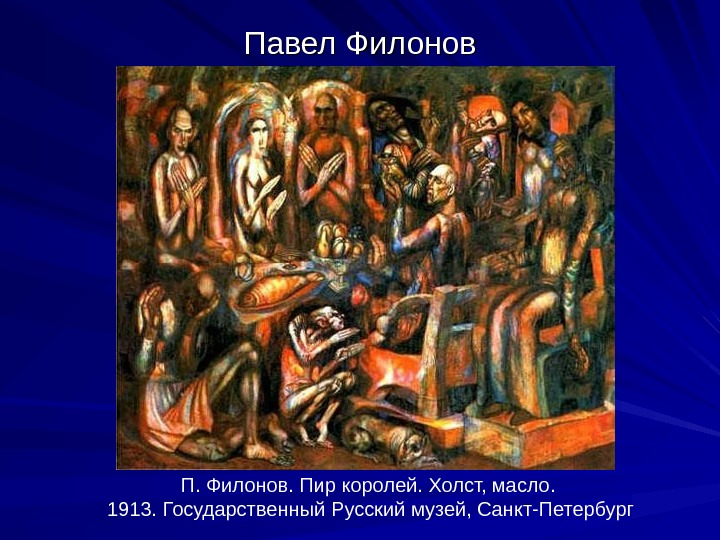 Павел Филонов
П. Филонов. Пир королей. Холст, масло.
1913. Государственный Русский музей, Санкт-Петербург